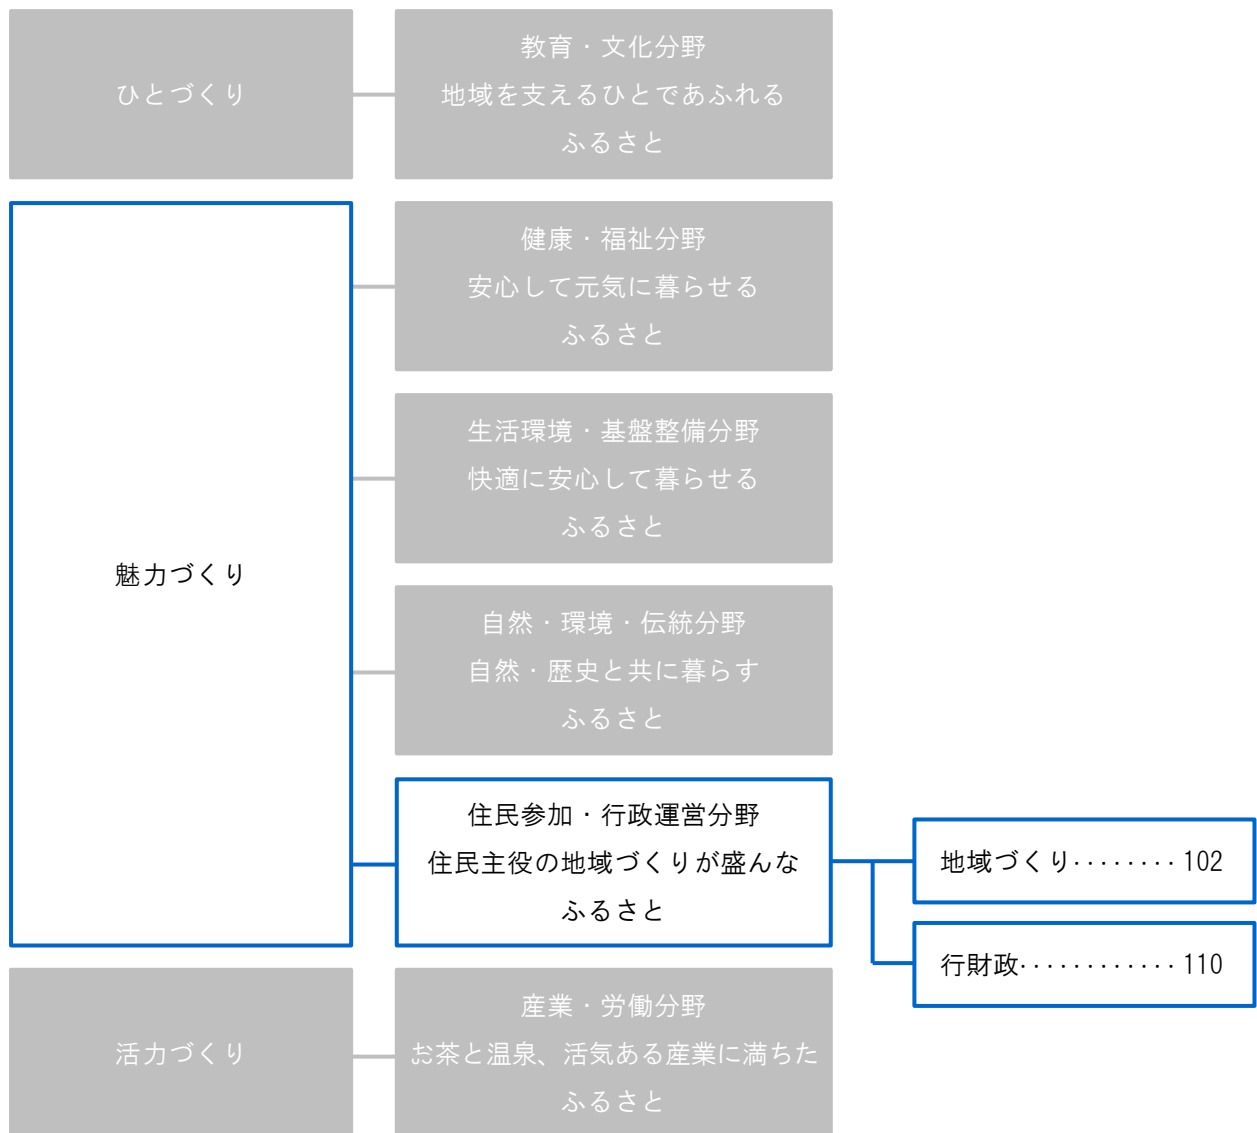 ひとづくり
教育・文化分野
地域を支えるひとであふれる
ふるさと
魅力づくり
健康・福祉分野
安心して元気に暮らせる
ふるさと
生活環境・基盤整備分野
快適に安心して暮らせる
ふるさと
自然・環境・伝統分野
自然・歴史と共に暮らす
ふるさと
住民参加・行政運営分野
住民主役の地域づくりが盛んな
ふるさと
地域づくり‥‥‥‥102
行財政‥‥‥‥‥‥110
活力づくり
産業・労働分野
お茶と温泉、活気ある産業に満ちた
ふるさと